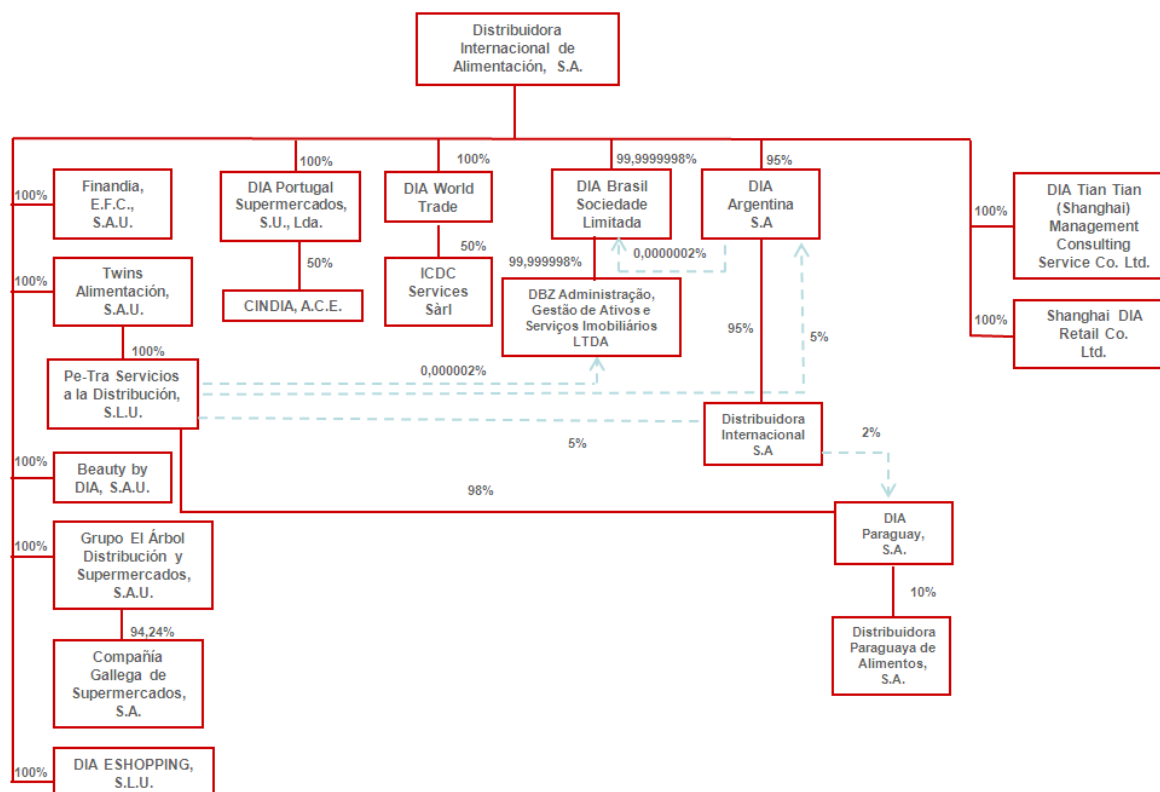 Distribuidora
Internacional de
Alimentación, S.A.
100%
100%
99,9999998%
95%
100%
Finandia,
E.F.C.,
S.A.U.
DIA Portugal
Supermercados,
S.U., Lda.
DIA World
Trade
DIA Brasil
Sociedade
Limitada
DIA
Argentina
S.A
100%
DIA Tian Tian
(Shanghai)
Management
Consulting
Service Co. Ltd.
50%
50%
99,999998%
0,0000002%
100%
Twins
Alimentación,
S.A.U.
CINDIA, A.C.E.
ICDC
Services
Sàrl
DBZ Administração,
Gestão de Ativos e
Serviços Imobiliários
LTDA
95%
5%
100%
Shanghai DIA
Retail Co.
Ltd.
100%
Pe-Tra Servicios
a la Distribución,
S.L.U.
0,000002%
5%
Distribuidora
Internacional
S.A
2%
100%
Beauty by
DIA, S.A.U.
98%
100%
Grupo El Árbol
Distribución y
Supermercados,
S.A.U.
DIA
Paraguay,
S.A.
10%
94,24%
Compañía
Gallega de
Supermercados,
S.A.
Distribuidora
Paraguaya de
Alimentos,
S.A.
100%
DIA ESHOPPING,
S.L.U.